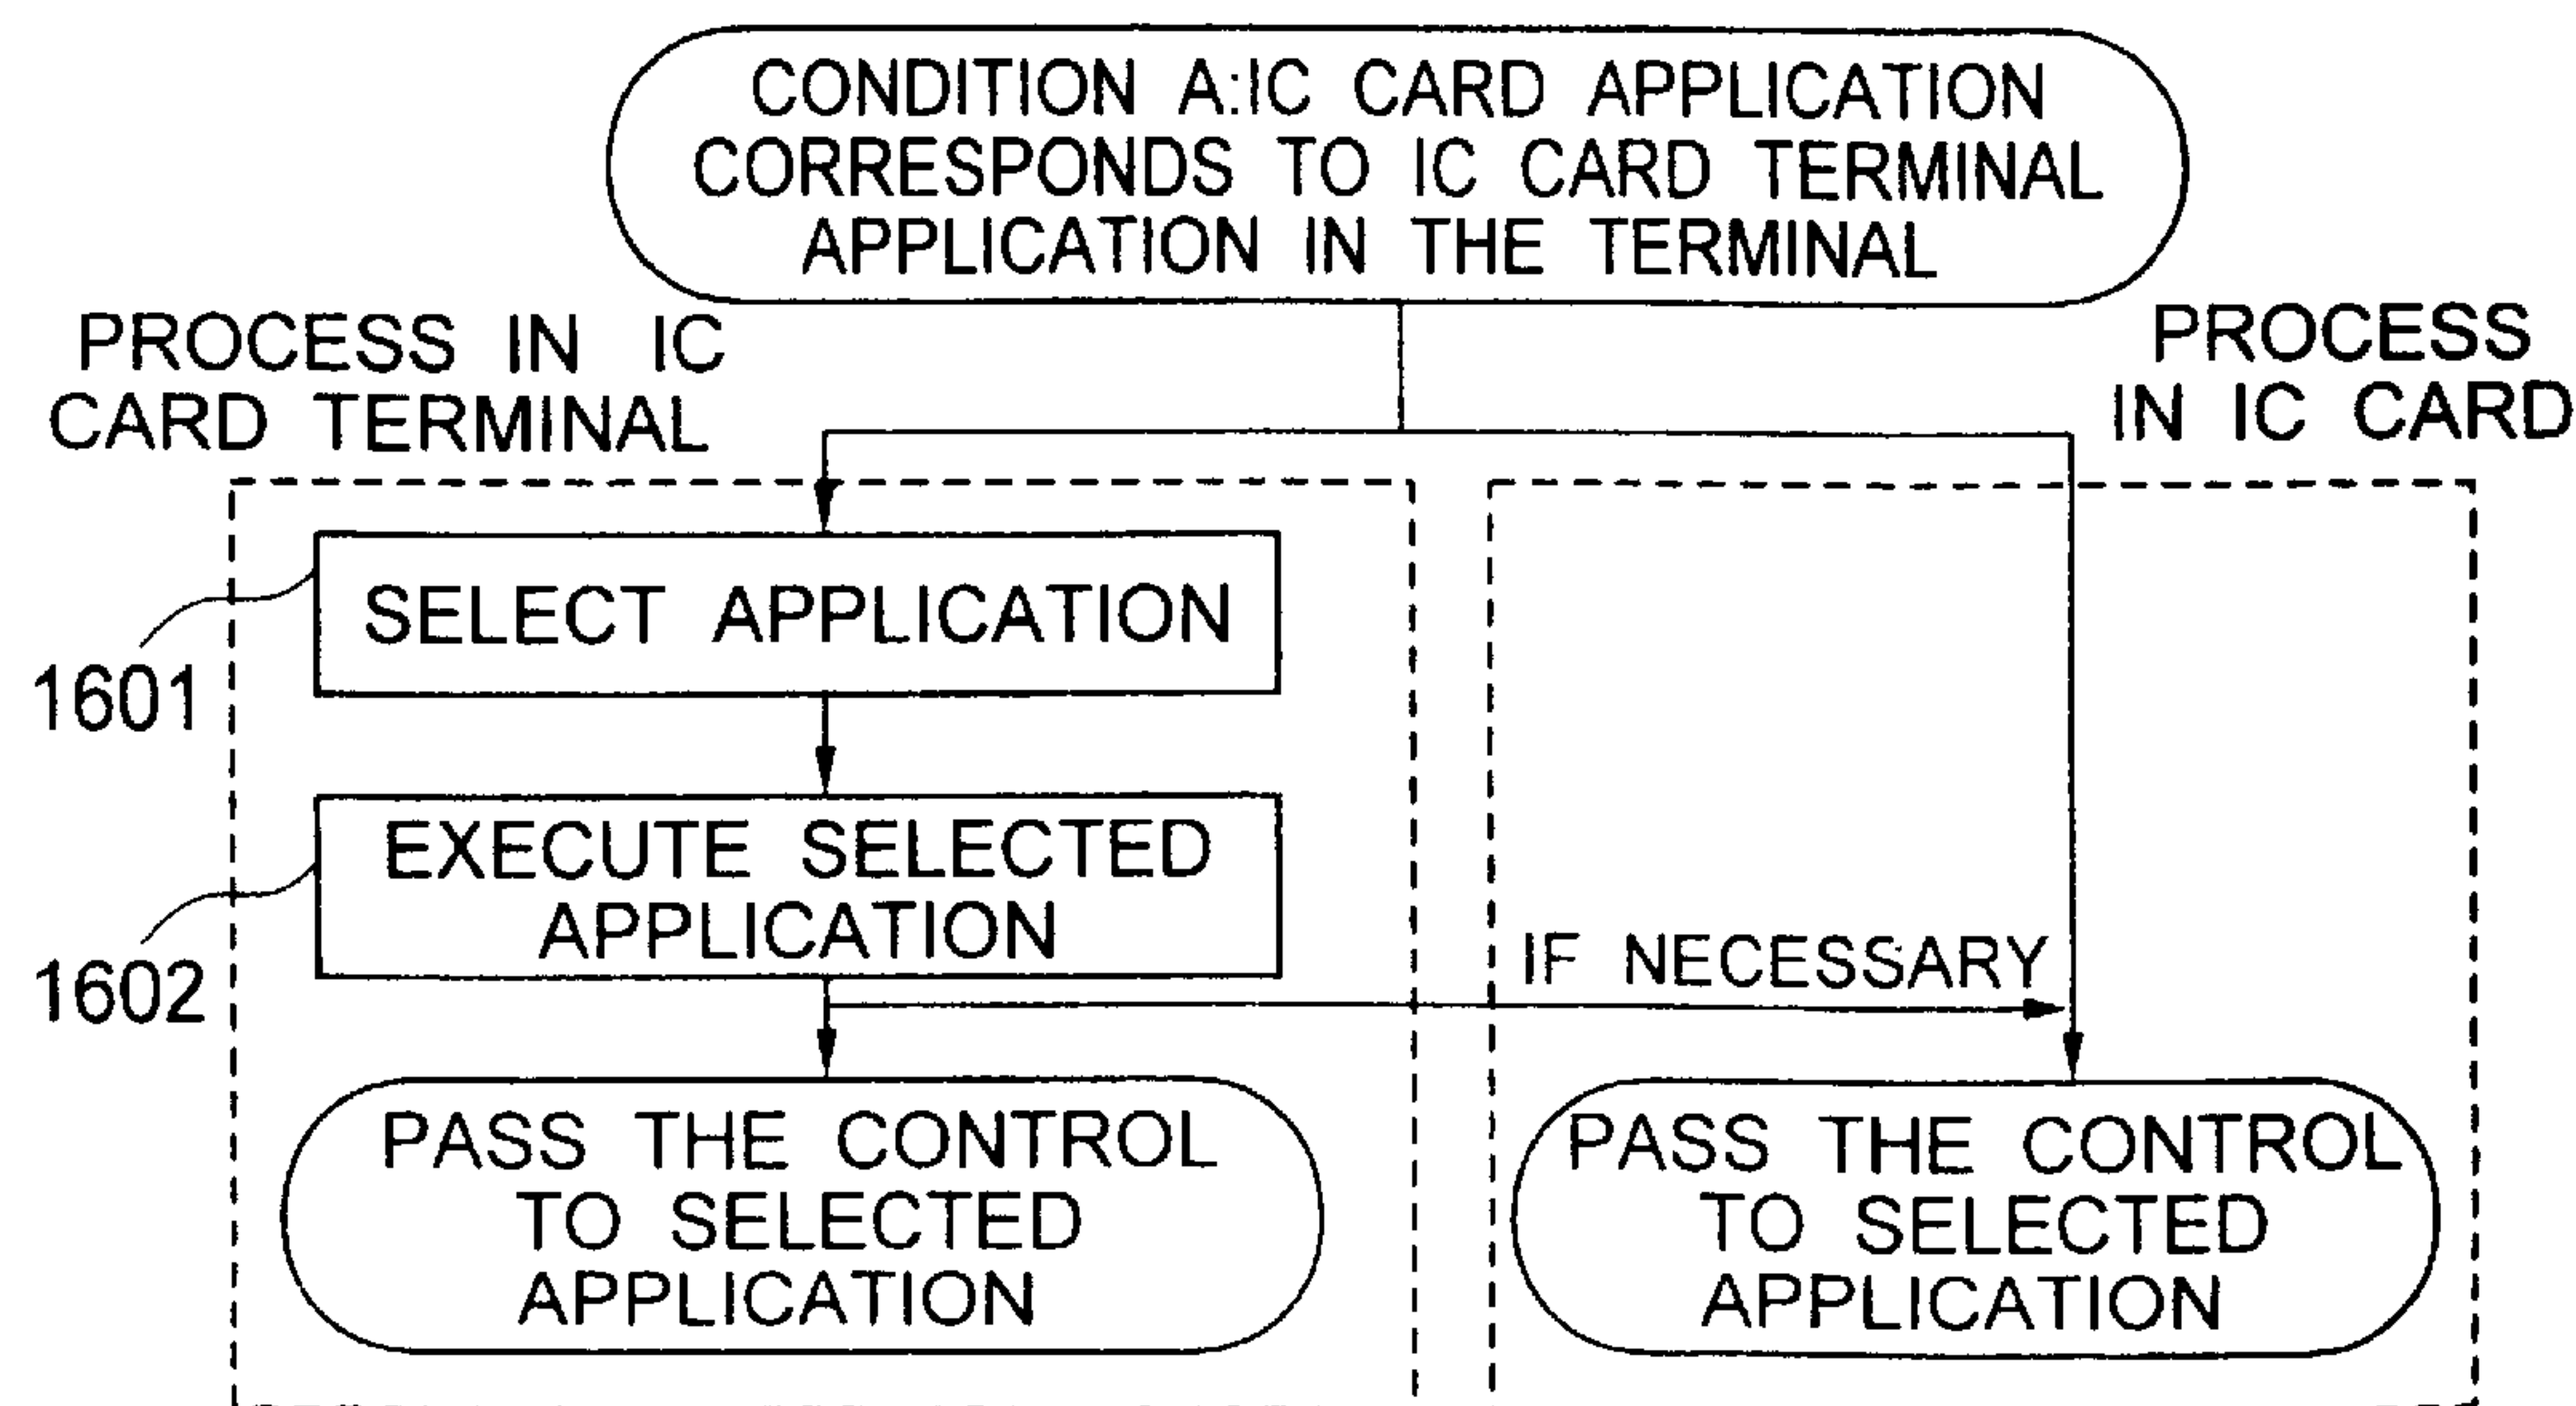 CONDITION A:IC CARD APPLICATION
CORRESPONDS TO IC CARD TERMINAL
APPLICATION IN THE TERMINAL
PROCESS IN IC
CARD TERMINAL
PROCESS
IN IC CARD
SELECT APPLICATION
1601
EXECUTE SELECTED
APPLICATION
1602
IF NECESSARY
PASS THE CONTROL
TO SELECTED
APPLICATION
PASS THE CONTROL
TO SELECTED
APPLICATION